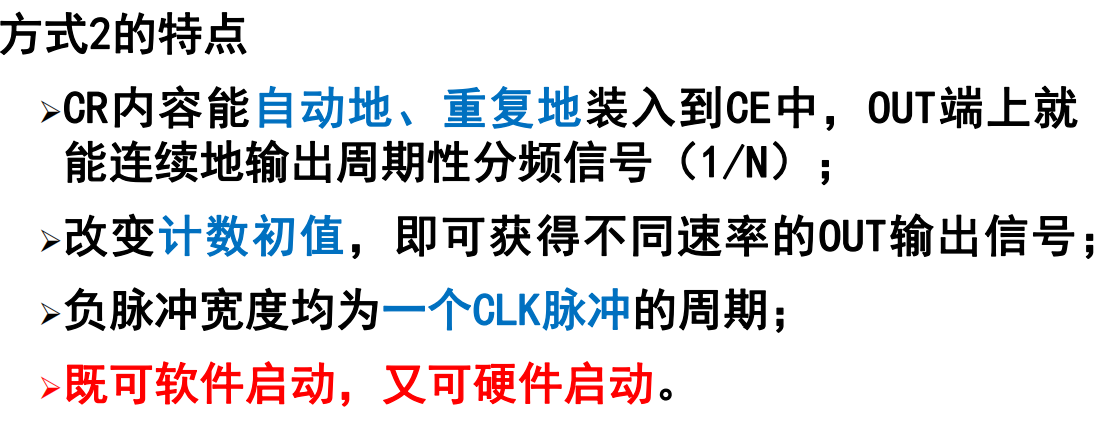 方式2的特点
➢CR内容能自动地、重复地装入到CE中，OUT端上就
能连续地输出周期性分频信号（1/N）；
➢改变计数初值，即可获得不同速率的OUT输出信号；
➢负脉冲宽度均为一个CLK脉冲的周期；
➢既可软件启动，又可硬件启动。